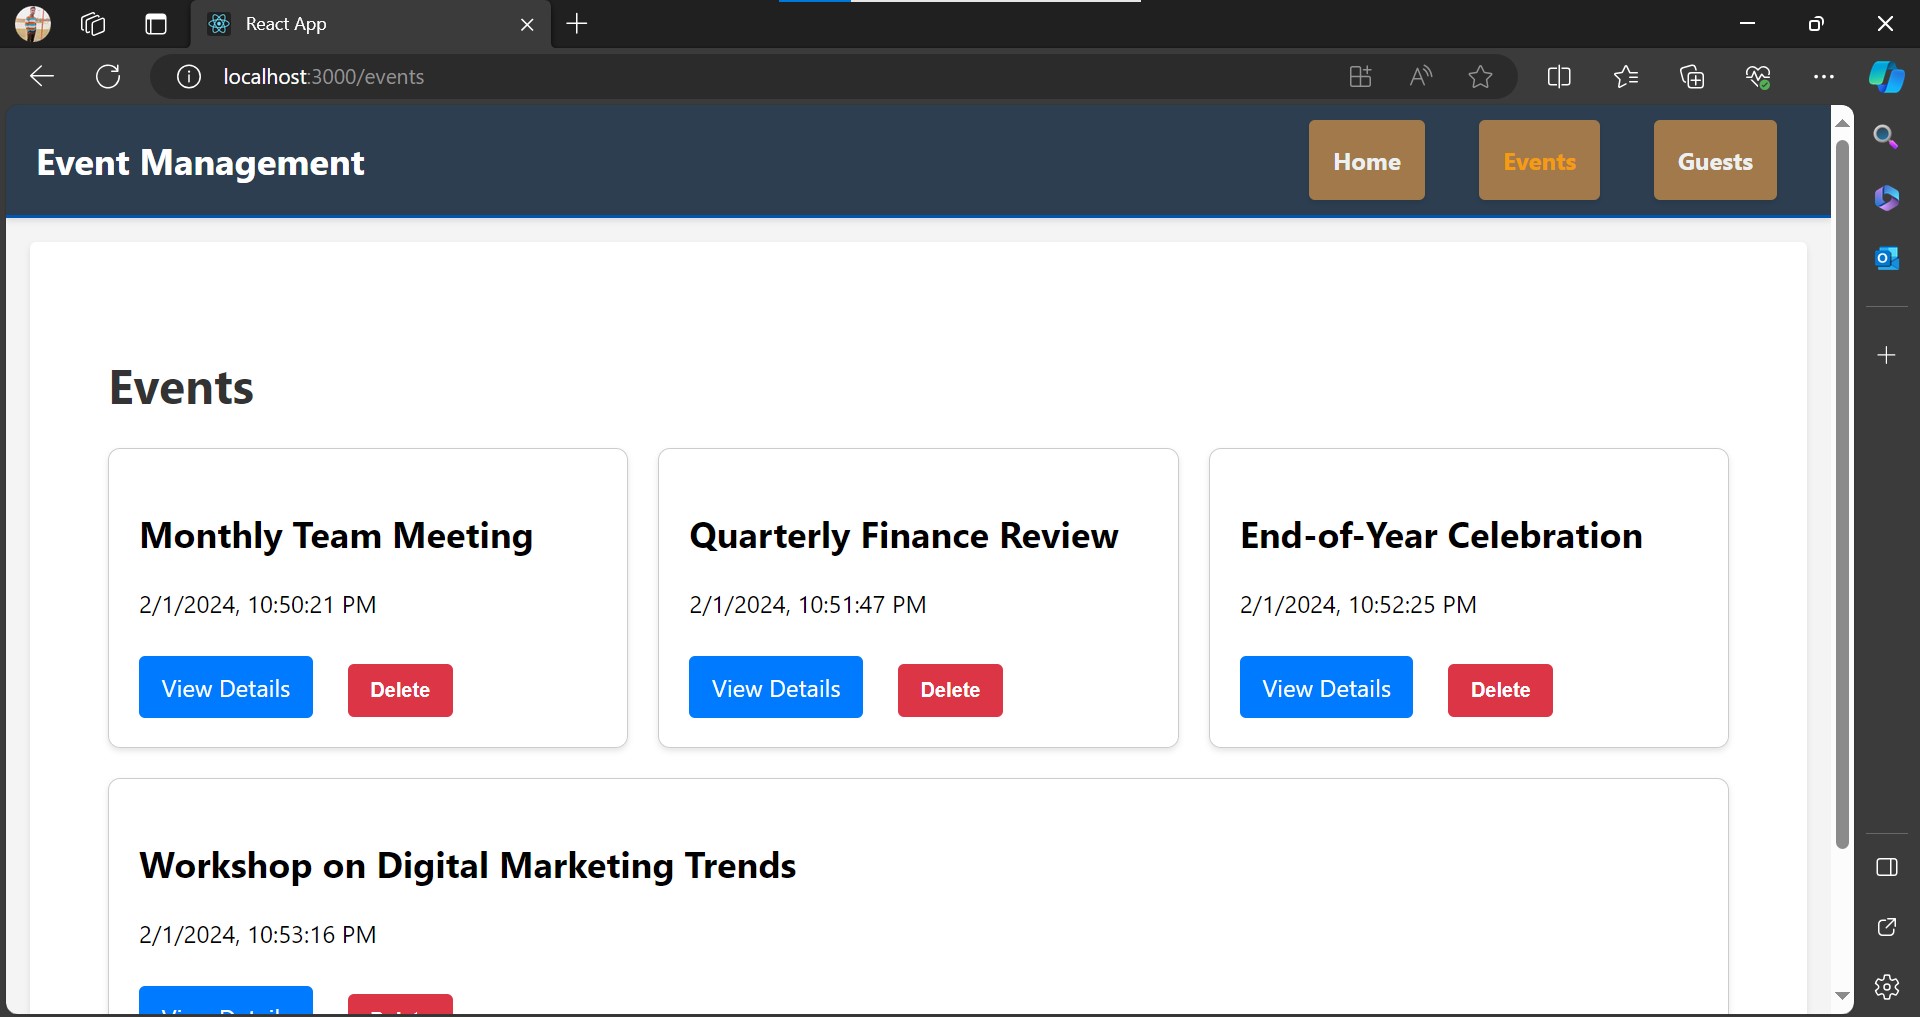 React App
localhost:3000/events
Event Management
Home
Events
Guests
Events
Monthly Team Meeting
2/1/2024, 10:50:21 PM
View Details
Delete
Quarterly Finance Review
2/1/2024, 10:51:47 PM
View Details
Delete
End-of-Year Celebration
2/1/2024, 10:52:25 PM
View Details
Delete
Workshop on Digital Marketing Trends
2/1/2024, 10:53:16 PM
View Details
Delete